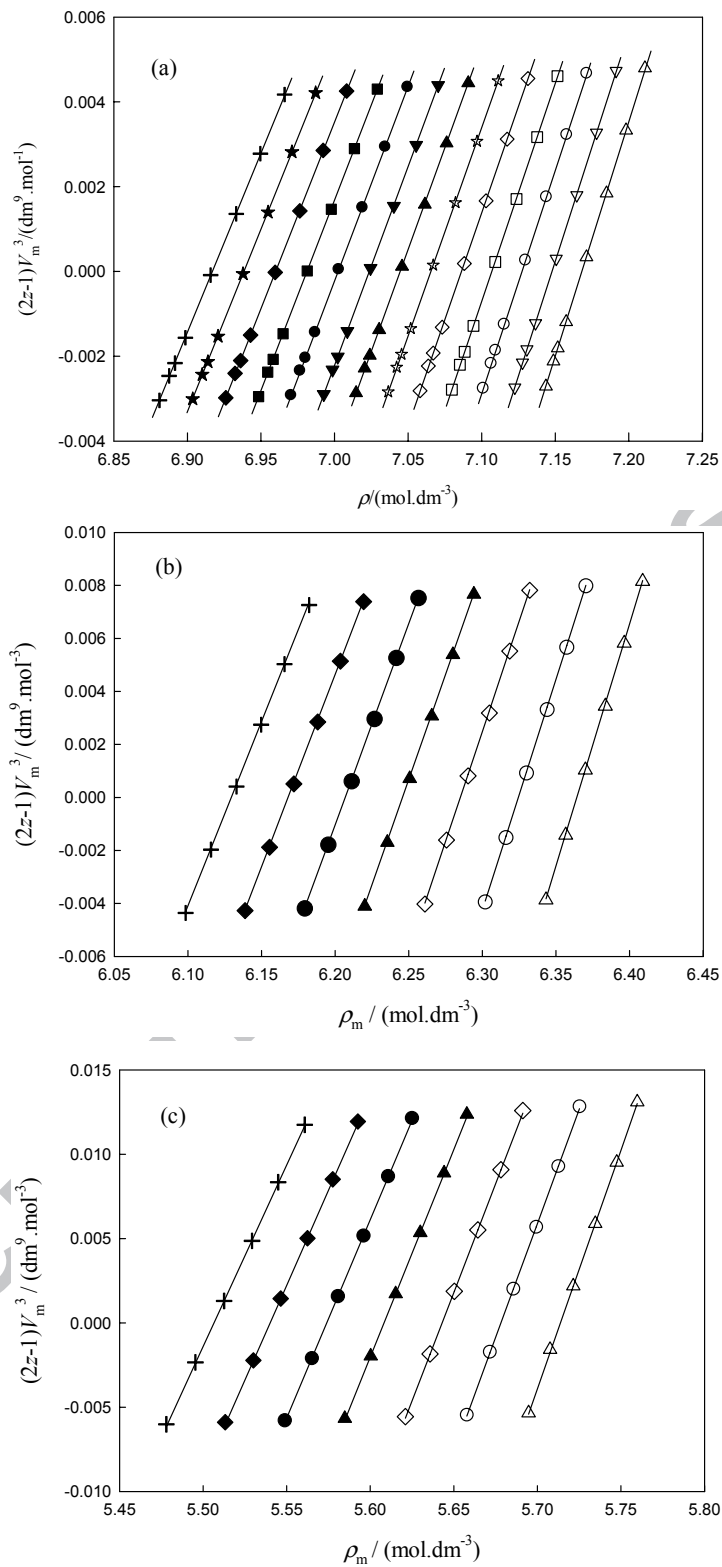 (a)
0.006
0.004
0.002
0.000
-0.002
-0.004
(2z-1)V_m^3/(dm^9.mol^-1)
6.85 6.90 6.95 7.00 7.05 7.10 7.15 7.20 7.25
ρ/(mol.dm^-3)
(b)
0.010
0.008
0.006
0.004
0.002
0.000
-0.002
-0.004
-0.006
(2z-1)V_m^3/ (dm^9.mol^-3)
6.05 6.10 6.15 6.20 6.25 6.30 6.35 6.40 6.45
ρ_m / (mol.dm^-3)
(c)
0.015
0.010
0.005
0.000
-0.005
-0.010
(2z-1)V_m^3 / (dm^9.mol^-3)
5.45 5.50 5.55 5.60 5.65 5.70 5.75 5.80
ρ_m / (mol.dm^-3)